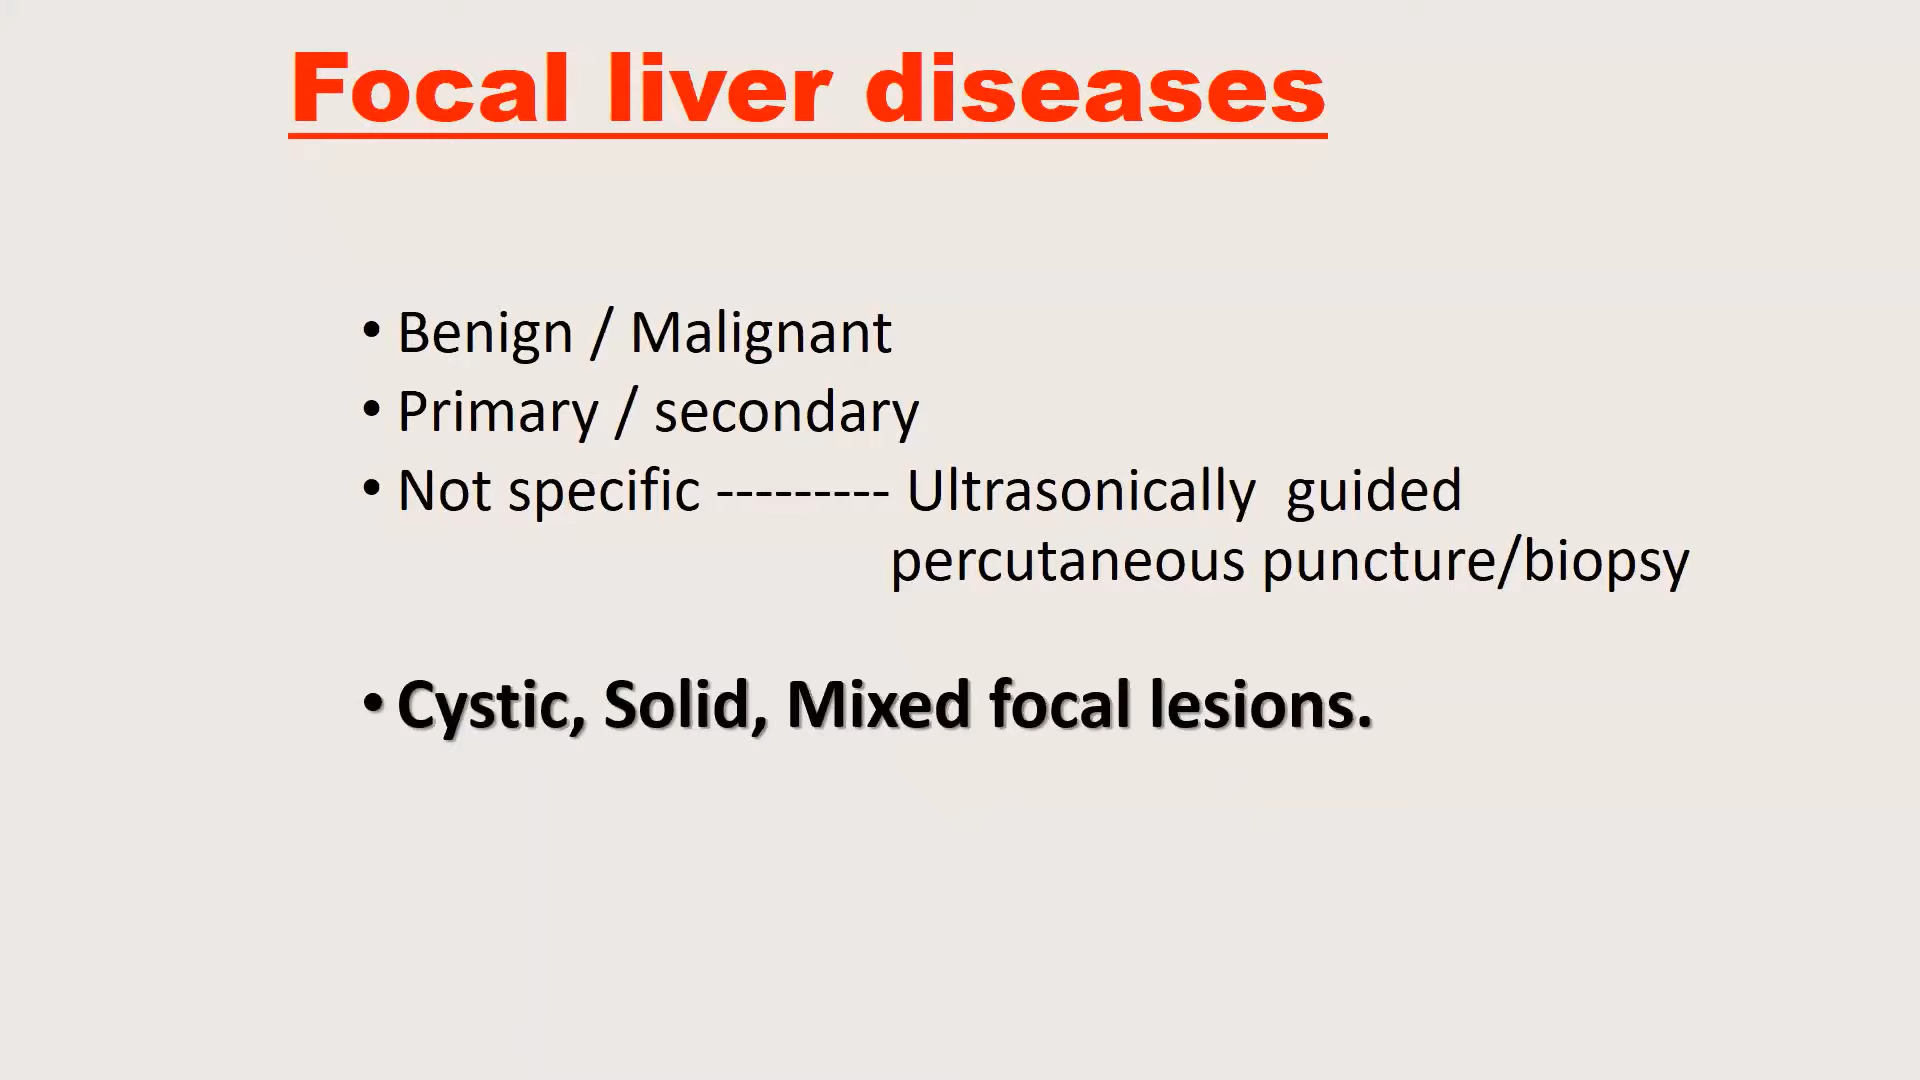 Focal liver diseases
• Benign / Malignant
• Primary / secondary
• Not specific --------- Ultrasonically guided
percutaneous puncture/biopsy
• Cystic, Solid, Mixed focal lesions.